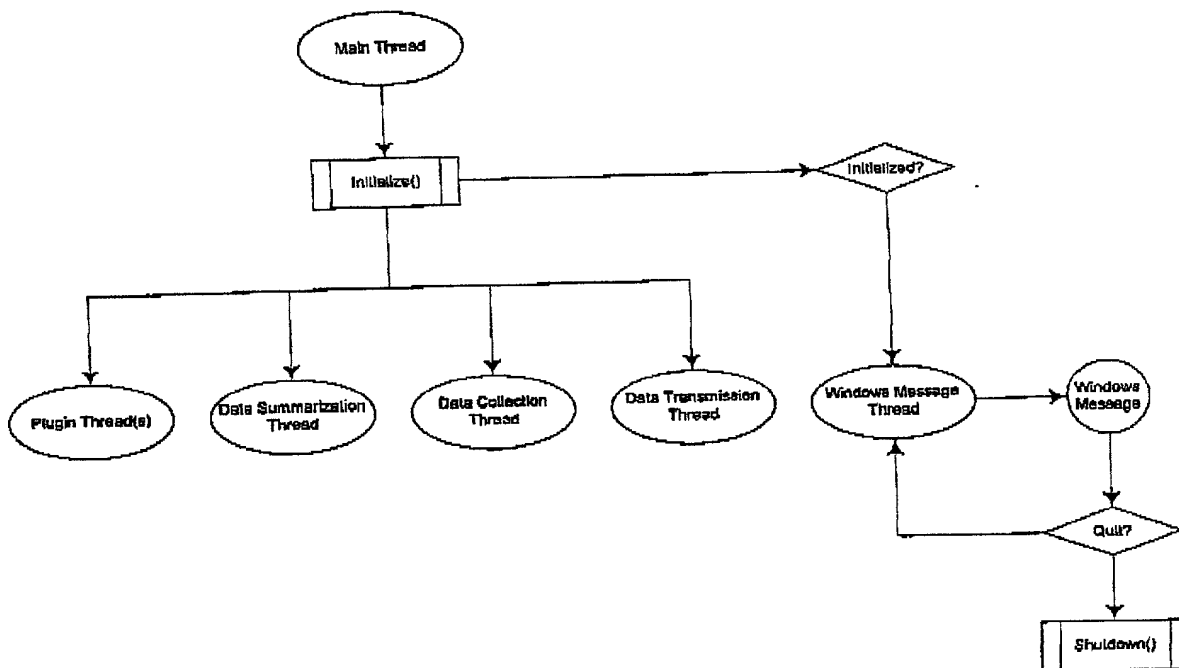 Main Thread
Initialize()
Initialized?
Plugin Thread(s)
Data Summarization
Thread
Data Collection
Thread
Data Transmission
Thread
Windows Message
Thread
Windows
Message
Quit?
Shutdown()